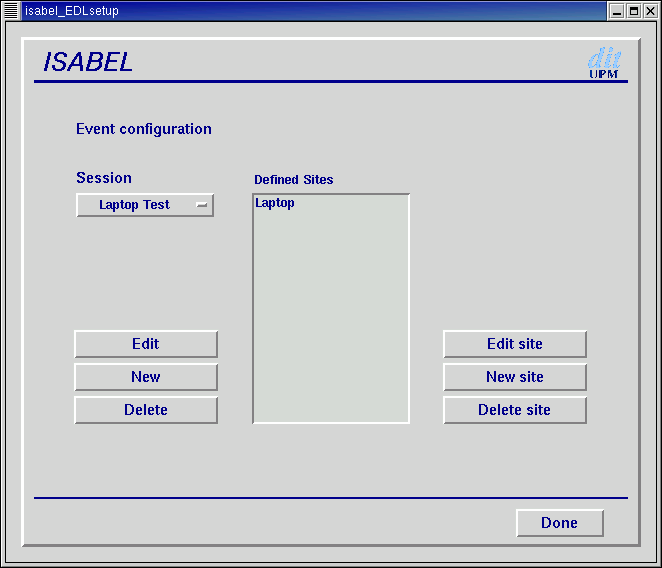 isabel_EDLsetup
ISABEL
dit
UPM
Event configuration
Session
Defined Sites
Laptop Test
Laptop
Edit
Edit site
New
New site
Delete
Delete site
Done